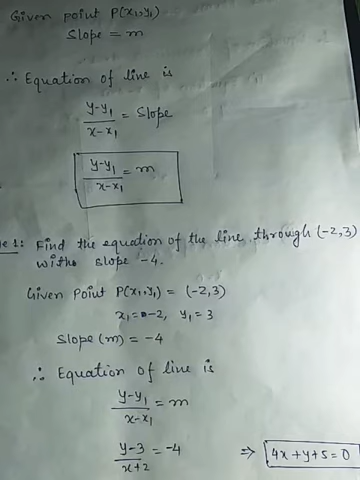 Given point P(x₁,y₁)
Slope = m
∴ Equation of line is
y-y₁/x-x₁ = Slope
y-y₁/x-x₁ = m
1: Find the equation of the line through (-2,3)
with slope -4.
Given Point P(x₁,y₁) = (-2,3)
x₁=-2, y₁=3
Slope (m) = -4
∴ Equation of line is
y-y₁/x-x₁ = m
y-3/x+2 = -4 ⇒ 4x+y+5=0